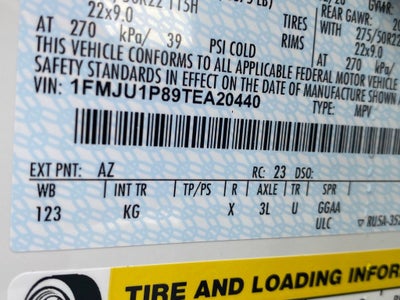 22x9.0 TIRES
AT 270 kPa/ 39 PSI COLD RIMS
THIS VEHICLE CONFORMS TO ALL APPLICABLE FEDERAL MOTOR VEHICLE
SAFETY STANDARDS IN EFFECT ON THE DATE OF MANUFACTURE SHOWN
VIN: 1FMJU1P89TEA20440
TYPE: MPV
REAR GAWR:
WITH 275/50R22
22x9.0
AT 270 kPa/
EXT PNT: AZ RC: 23 DSO:
WB INT TR TP/PS R AXLE TR SPR
123 KG X 3L U GGAA
ULC
TIRE AND LOADING